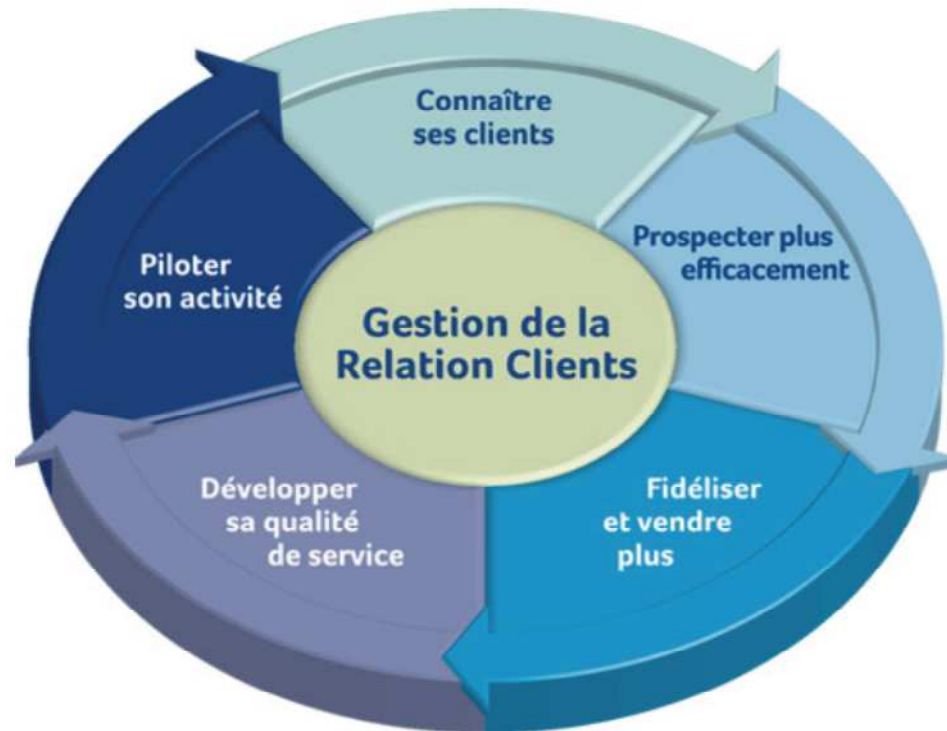 Connaître
ses clients
Prospecter plus
efficacement
Piloter
son activité
Gestion de la
Relation Clients
Développer
sa qualité
de service
Fidéliser
et vendre
plus